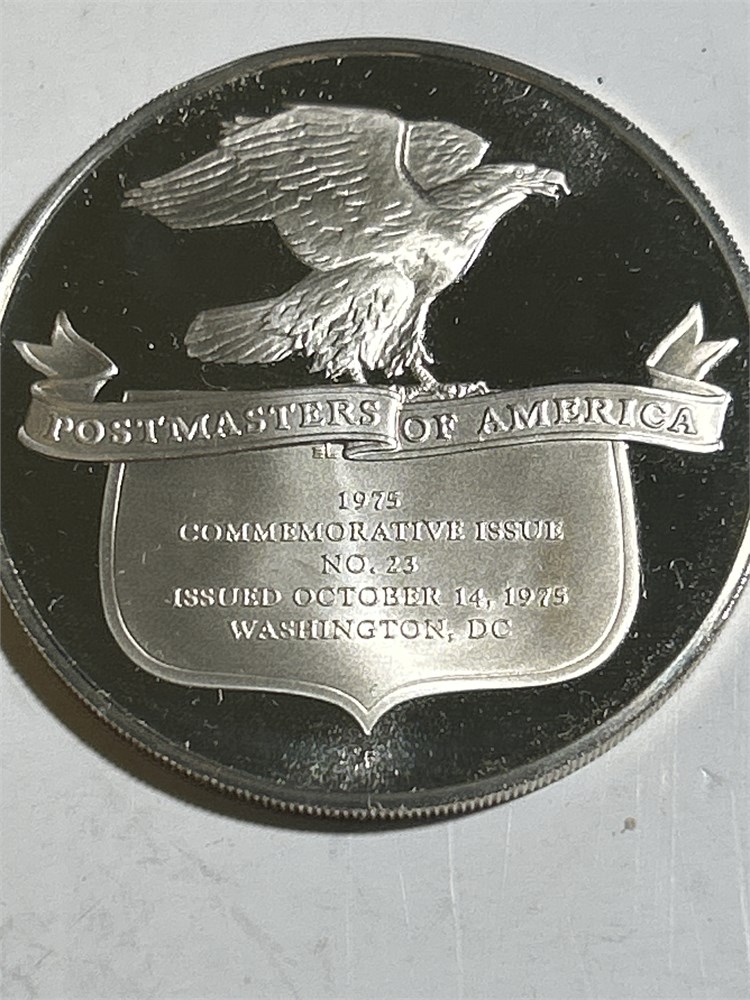 POSTMASTERS OF AMERICA
1975
COMMEMORATIVE ISSUE
NO. 23
ISSUED OCTOBER 14, 1975
WASHINGTON, DC